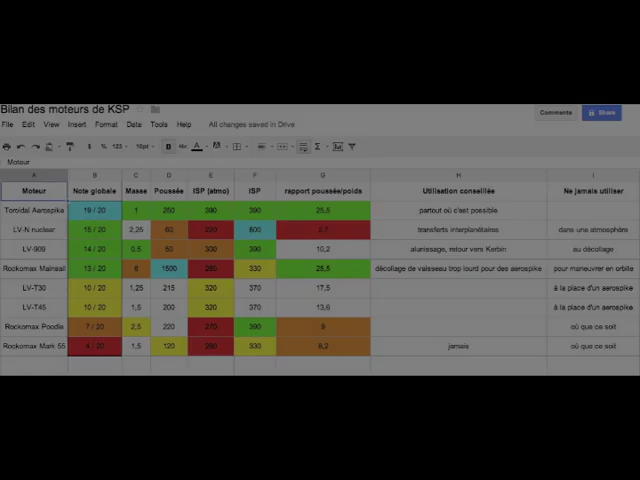 Bilan des moteurs de KSP
Comments
Share
File Edit View Insert Format Data Tools Help All changes saved in Drive
$ % 123 10pt B Abc A Σ
Moteur
A B C D E F G H I
Moteur Note globale Masse Poussée ISP (atmo) ISP rapport poussée/poids Utilisation conseillée Ne jamais utiliser
Toroidal Aerospike 19 / 20 1 250 390 390 25,5 partout où c'est possible
LV-N nuclear 15 / 20 2,25 60 220 800 2,7 transferts interplanétaires dans une atmosphère
LV-909 14 / 20 0,5 50 300 390 10,2 alunissage, retour vers Kerbin au décollage
Rockomax Mainsail 13 / 20 6 1500 280 330 25,5 décollage de vaisseau trop lourd pour des aerospike pour manuvrer en orbite
LV-T30 10 / 20 1,25 215 320 370 17,5 à la place d'un aerospike
LV-T45 10 / 20 1,5 200 320 370 13,6 à la place d'un aerospike
Rockomax Poodle 7 / 20 2,5 220 270 390 9 où que ce soit
Rockomax Mark 55 4 / 20 1,5 120 290 330 8,2 jamais où que ce soit